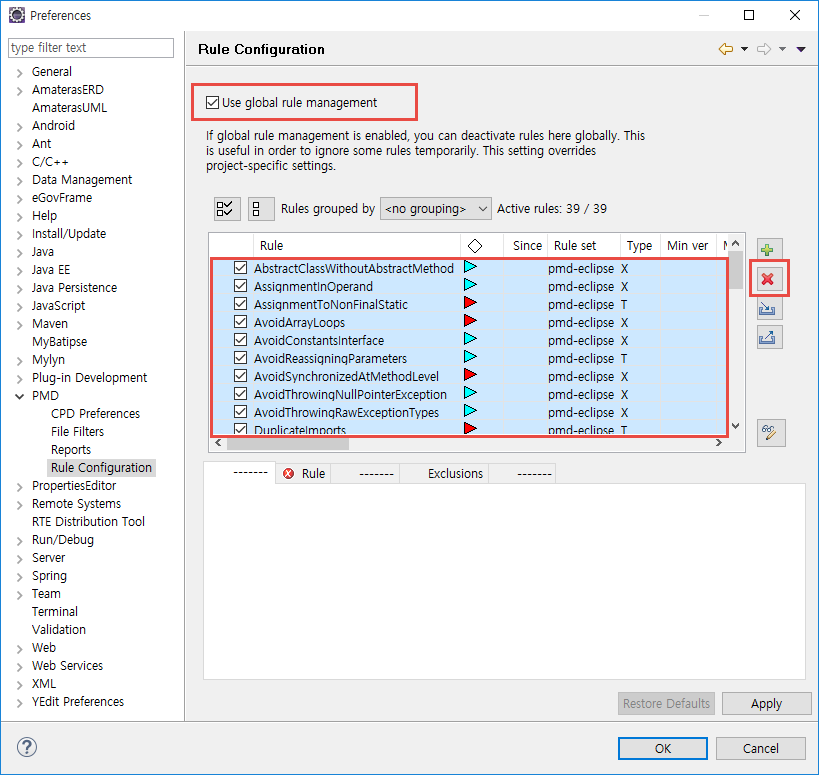 Preferences
type filter text
General
AmaterasERD
AmaterasUML
Android
Ant
C/C++
Data Management
eGovFrame
Help
Install/Update
Java
Java EE
Java Persistence
JavaScript
Maven
MyBatipse
Mylyn
Plug-in Development
PMD
CPD Preferences
File Filters
Reports
Rule Configuration
PropertiesEditor
Remote Systems
RTE Distribution Tool
Run/Debug
Server
Spring
Team
Terminal
Validation
Web
Web Services
XML
YEdit Preferences
Rule Configuration
Use global rule management
If global rule management is enabled, you can deactivate rules here globally. This
is useful in order to ignore some rules temporarily. This setting overrides
project-specific settings.
Rules grouped by <no grouping> Active rules: 39 / 39
Rule Since Rule set Type Min ver
AbstractClassWithoutAbstractMethod pmd-eclipse X
AssignmentInOperand pmd-eclipse X
AssignmentToNonFinalStatic pmd-eclipse T
AvoidArrayLoops pmd-eclipse X
AvoidConstantsInterface pmd-eclipse X
AvoidReassigningParameters pmd-eclipse T
AvoidSynchronizedAtMethodLevel pmd-eclipse X
AvoidThrowingNullPointerException pmd-eclipse X
AvoidThrowingRawExceptionTypes pmd-eclipse X
DuplicateImports pmd-eclipse T
------- Rule ------- Exclusions -------
Restore Defaults Apply
? OK Cancel